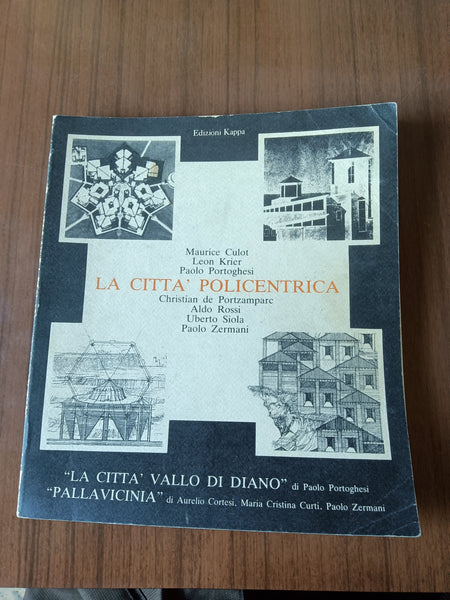 Edizioni Kappa
Maurice Culot
Leon Krier
Paolo Portoghesi
LA CITTA' POLICENTRICA
Christian de Portzamparc
Aldo Rossi
Uberto Siola
Paolo Zermani
“LA CITTA' VALLO DI DIANO” di Paolo Portoghesi
“PALLAVICINIA” di Aurelio Cortesi, Maria Cristina Curti, Paolo Zermani